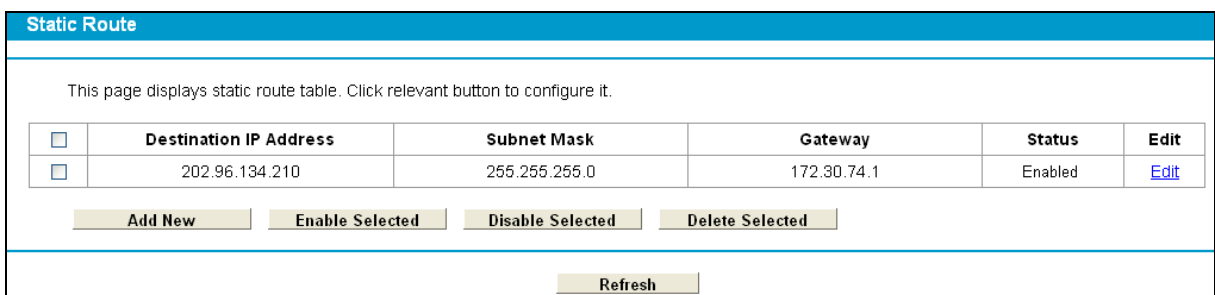 Static Route
This page displays static route table. Click relevant button to configure it.
Destination IP Address Subnet Mask Gateway Status Edit
202.96.134.210 255.255.255.0 172.30.74.1 Enabled Edit
Add New Enable Selected Disable Selected Delete Selected
Refresh